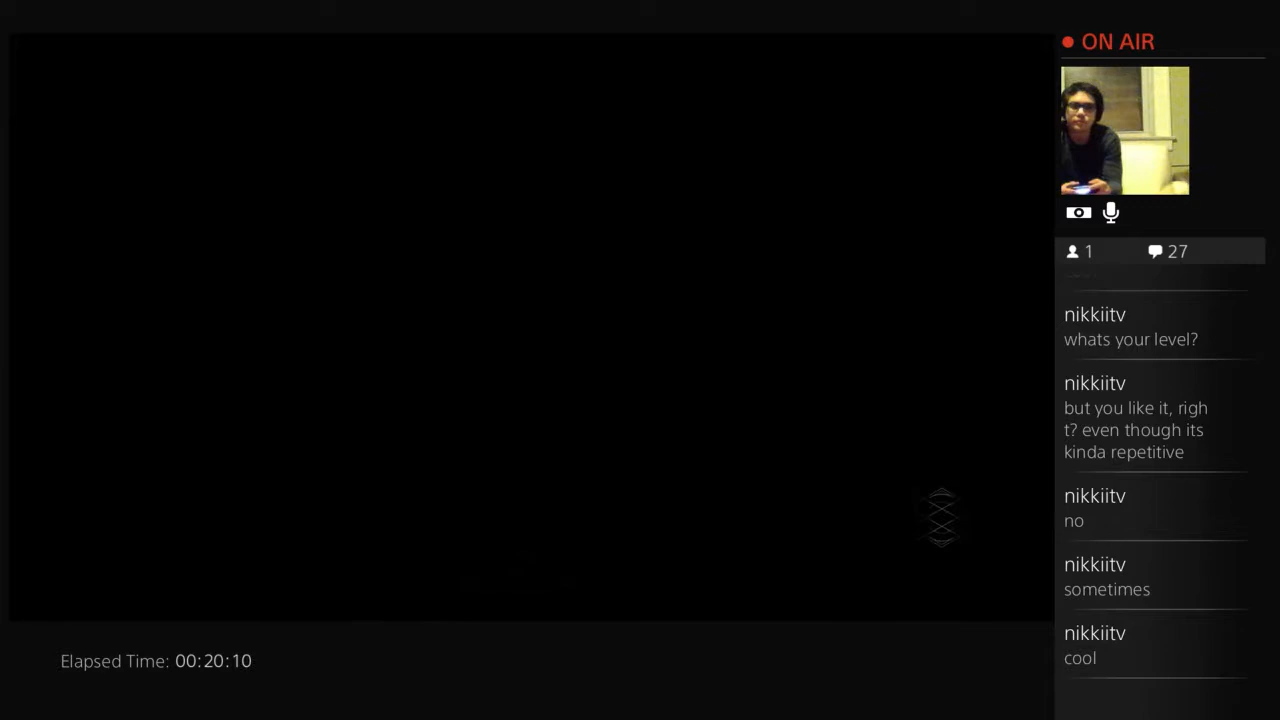 ON AIR
1
27
nikkiitv
whats your level?
nikkiitv
but you like it, righ
t? even though its
kinda repetitive
nikkiitv
no
nikkiitv
sometimes
nikkiitv
cool
Elapsed Time: 00:20:10